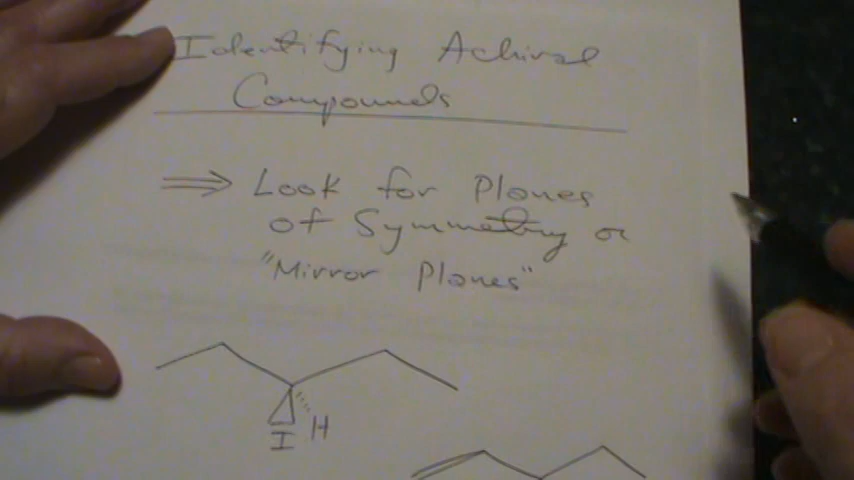 Identifying Achiral
Compounds
⇒ Look for Planes
of Symmetry or
"Mirror Planes"
I
H